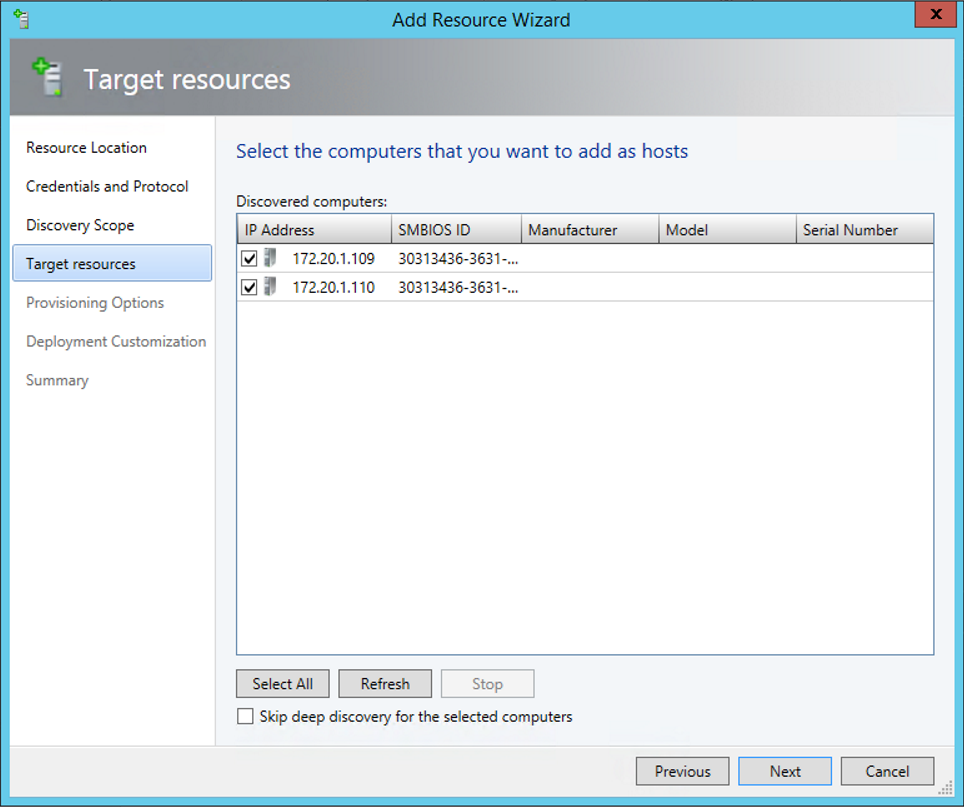 Add Resource Wizard
x
Target resources
Resource Location
Credentials and Protocol
Discovery Scope
Target resources
Provisioning Options
Deployment Customization
Summary
Select the computers that you want to add as hosts
Discovered computers:
IP Address SMBIOS ID Manufacturer Model Serial Number
172.20.1.109 30313436-3631-...
172.20.1.110 30313436-3631-...
Select All Refresh Stop
Skip deep discovery for the selected computers
Previous Next Cancel